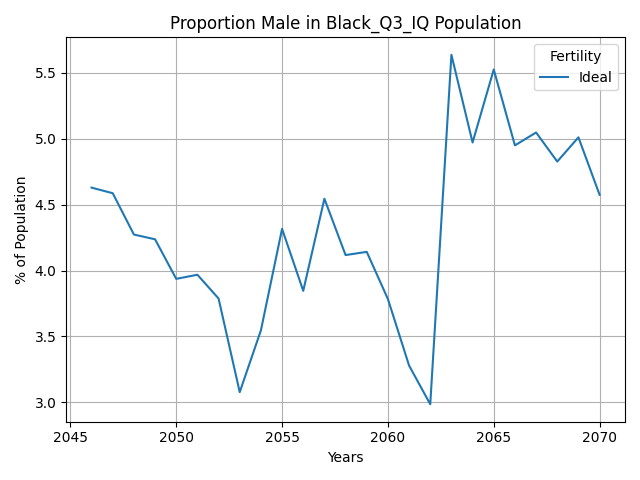 Proportion Male in Black_Q3_IQ Population
Fertility
Ideal
5.5
5.0
4.5
4.0
3.5
3.0
% of Population
2045 2050 2055 2060 2065 2070
Years